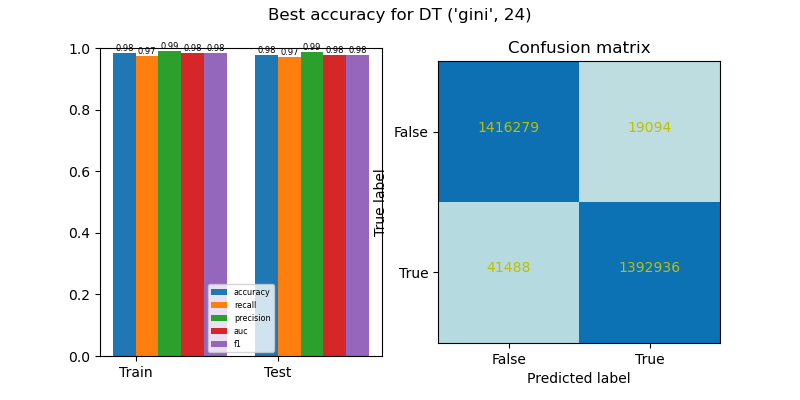 Best accuracy for DT ('gini', 24)
0.98 0.97 0.99 0.98 0.98 0.98 0.97 0.99 0.98 0.98
1.0
0.8
0.6
0.4
0.2
0.0
accuracy
recall
precision
auc
f1
Train Test
Confusion matrix
True label
False
True
1416279 19094
41488 1392936
False True
Predicted label